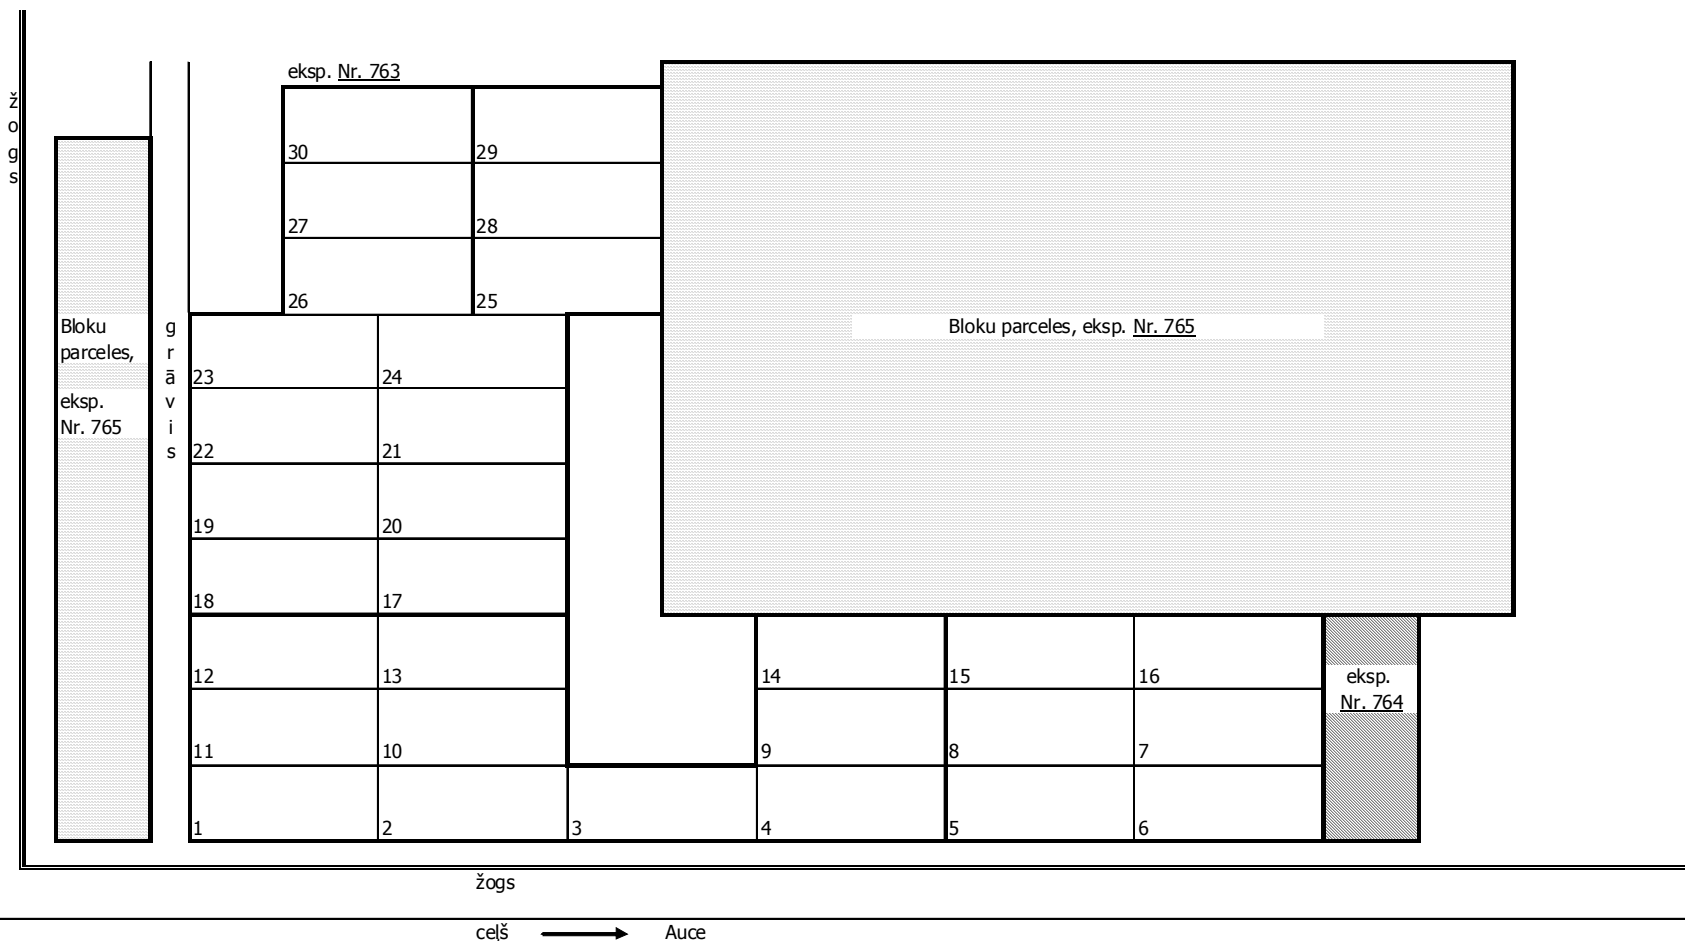 eksp. Nr. 763
žogs
30 29
27 28
26 25
Bloku
parceles,
eksp.
Nr. 765
grāvis
Bloku parceles, eksp. Nr. 765
23 24
22 21
19 20
18 17
12 13 14 15 16
eksp.
Nr. 764
11 10 9 8 7
1 2 3 4 5 6
žogs
ceļš Auce